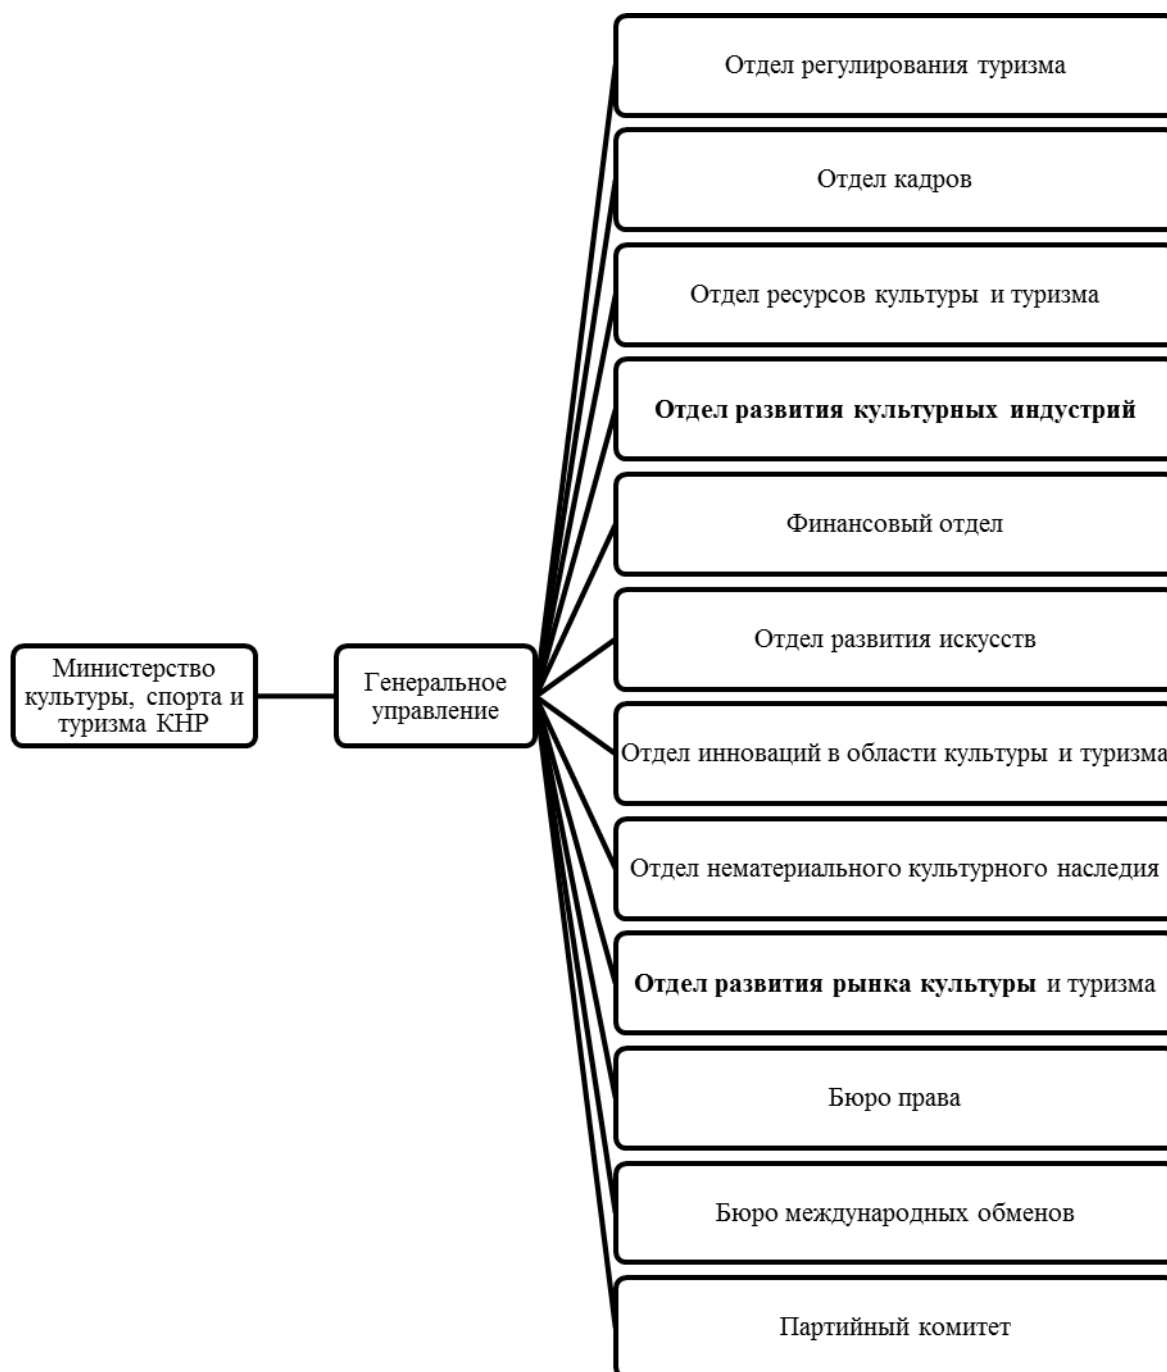 Отдел регулирования туризма
Отдел кадров
Отдел ресурсов культуры и туризма
Отдел развития культурных индустрий
Финансовый отдел
Отдел развития искусств
Министерство
культуры, спорта и
туризма КНР
Генеральное
управление
Отдел инноваций в области культуры и туризма
Отдел нематериального культурного наследия
Отдел развития рынка культуры и туризма
Бюро права
Бюро международных обменов
Партийный комитет